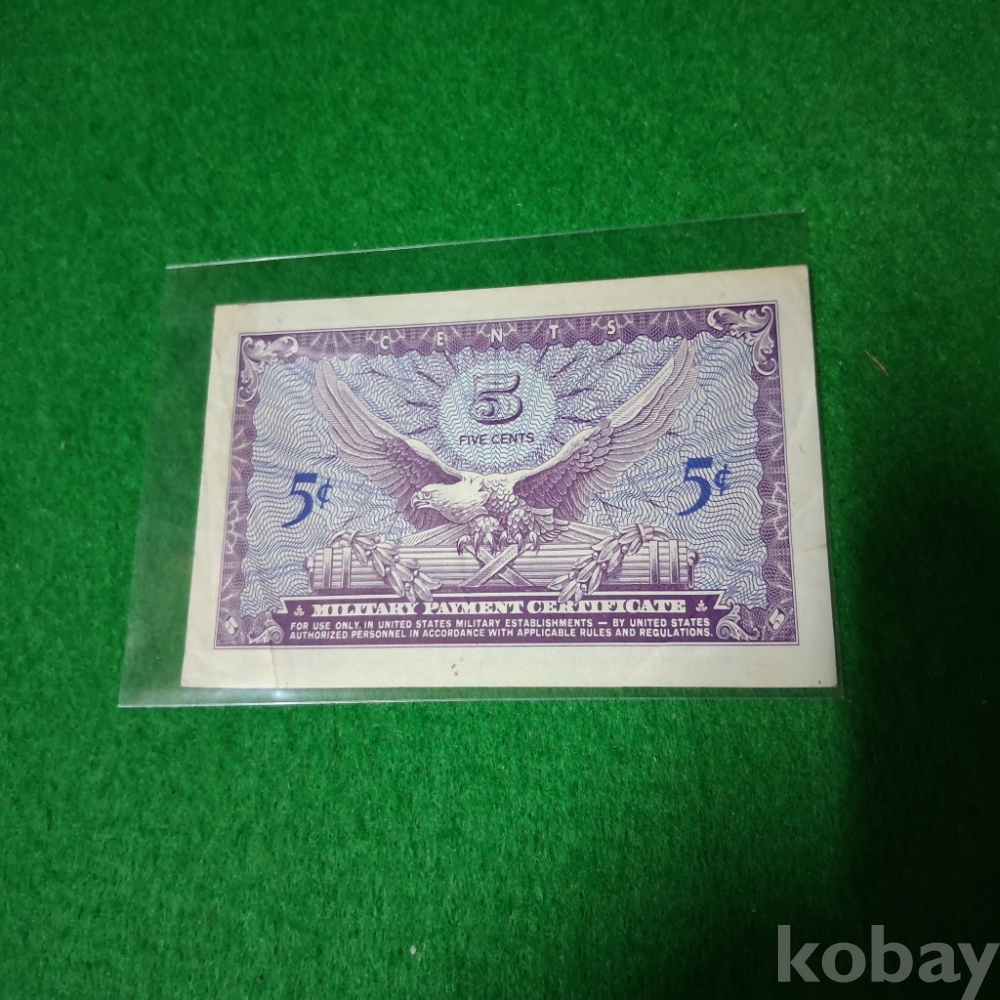 CENTS
5
FIVE CENTS
5¢ 5¢
MILITARY PAYMENT CERTIFICATE
FOR USE ONLY IN UNITED STATES MILITARY ESTABLISHMENTS — BY UNITED STATES
AUTHORIZED PERSONNEL IN ACCORDANCE WITH APPLICABLE RULES AND REGULATIONS.
5 5
kobay